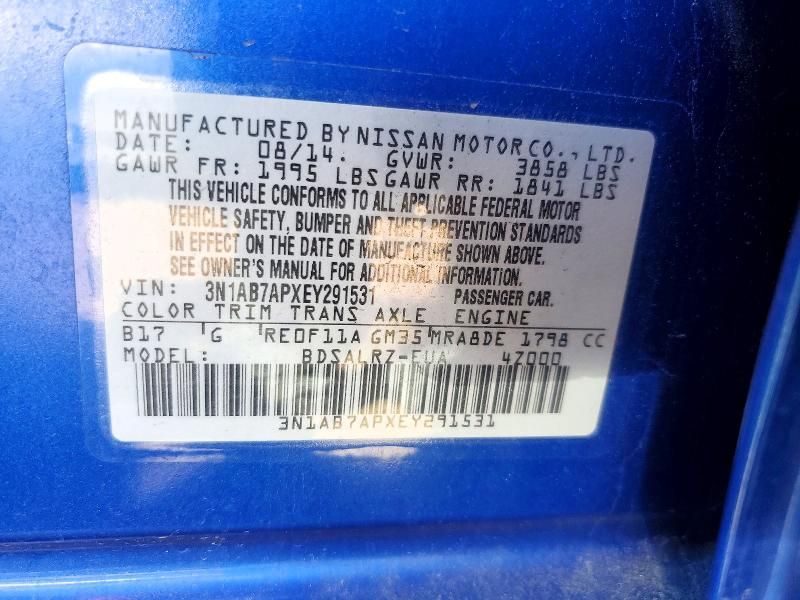 MANUFACTURED BY NISSAN MOTOR CO., LTD.
DATE: 08/14. GVWR: 3858 LBS
GAWR FR: 1995 LBS GAWR RR: 1841 LBS
THIS VEHICLE CONFORMS TO ALL APPLICABLE FEDERAL MOTOR
VEHICLE SAFETY, BUMPER AND THEFT PREVENTION STANDARDS
IN EFFECT ON THE DATE OF MANUFACTURE SHOWN ABOVE.
SEE OWNER'S MANUAL FOR ADDITIONAL INFORMATION.
VIN: 3N1AB7APXEY291531 PASSENGER CAR.
COLOR TRIM TRANS AXLE ENGINE
B17 G RE0F11A GM35 MRA8DE 1798 CC
MODEL: BDSALRZ-EUA 4Z000
3N1AB7APXEY291531